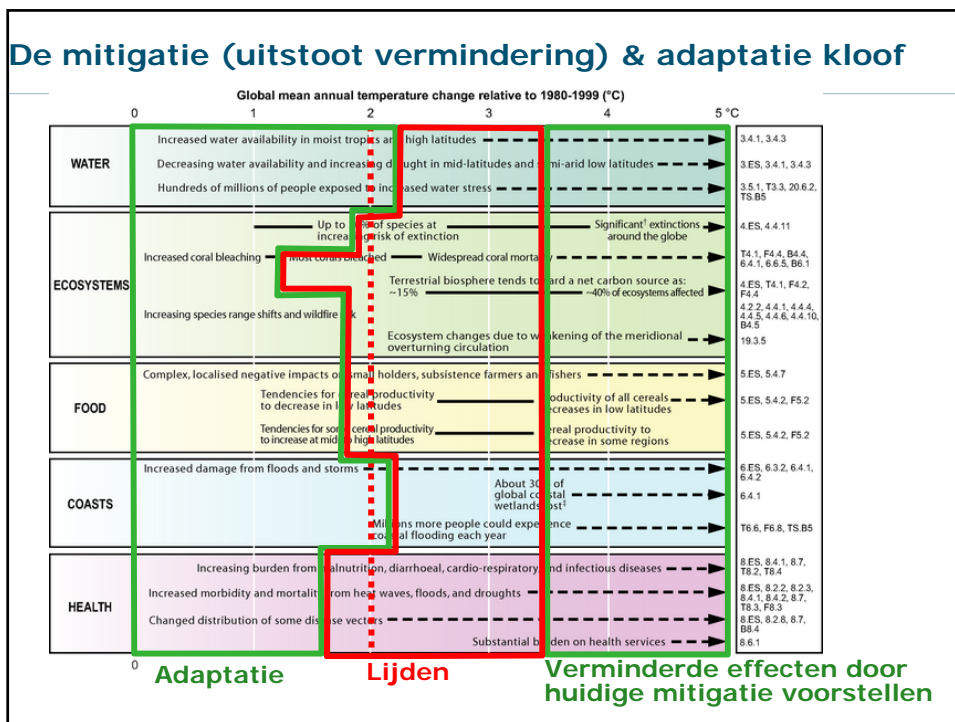 De mitigatie (uitstoot vermindering) & adaptatie kloof
Global mean annual temperature change relative to 1980-1999 (°C)
0 1 2 3 4 5 °C
WATER
Increased water availability in moist tropics and high latitudes
3.4.1, 3.4.3
Decreasing water availability and increasing drought in mid-latitudes and semi-arid low latitudes
3.ES, 3.4.1, 3.4.3
Hundreds of millions of people exposed to increased water stress
3.5.1, T3.3, 20.6.2,
TS.B5
ECOSYSTEMS
Up to of species at
increasing risk of extinction
Significant† extinctions
around the globe
4.ES, 4.4.11
Increased coral bleaching
Most corals bleached
Widespread coral mortality
T4.1, F4.4, B4.4,
6.4.1, 6.6.5, B6.1
Terrestrial biosphere tends toward a net carbon source as:
~15%
~40% of ecosystems affected
4.ES, T4.1, F4.2,
F4.4
Increasing species range shifts and wildfire risk
4.2.2, 4.4.1, 4.4.4,
4.4.5, 4.4.6, 4.4.10,
B4.5
Ecosystem changes due to weakening of the meridional
overturning circulation
19.3.5
FOOD
Complex, localised negative impacts on small holders, subsistence farmers and fishers
5.ES, 5.4.7
Tendencies for cereal productivity
to decrease in low latitudes
Productivity of all cereals
decreases in low latitudes
5.ES, 5.4.2, F5.2
Tendencies for some cereal productivity
to increase at mid- to high latitudes
Cereal productivity to
decrease in some regions
5.ES, 5.4.2, F5.2
COASTS
Increased damage from floods and storms
6.ES, 6.3.2, 6.4.1,
6.4.2
About 30% of
global coastal
wetlands lost‡
6.4.1
Millions more people could experience
coastal flooding each year
T6.6, F6.8, TS.B5
HEALTH
Increasing burden from malnutrition, diarrhoeal, cardio-respiratory, and infectious diseases
8.ES, 8.4.1, 8.7,
T8.2, T8.4
Increased morbidity and mortality from heat waves, floods, and droughts
8.ES, 8.2.2, 8.2.3,
8.4.1, 8.4.2, 8.7,
T8.3, F8.3
Changed distribution of some disease vectors
8.ES, 8.2.8, 8.7,
B8.4
Substantial burden on health services
8.6.1
0
Adaptatie
Lijden
Verminderde effecten door
huidige mitigatie voorstellen